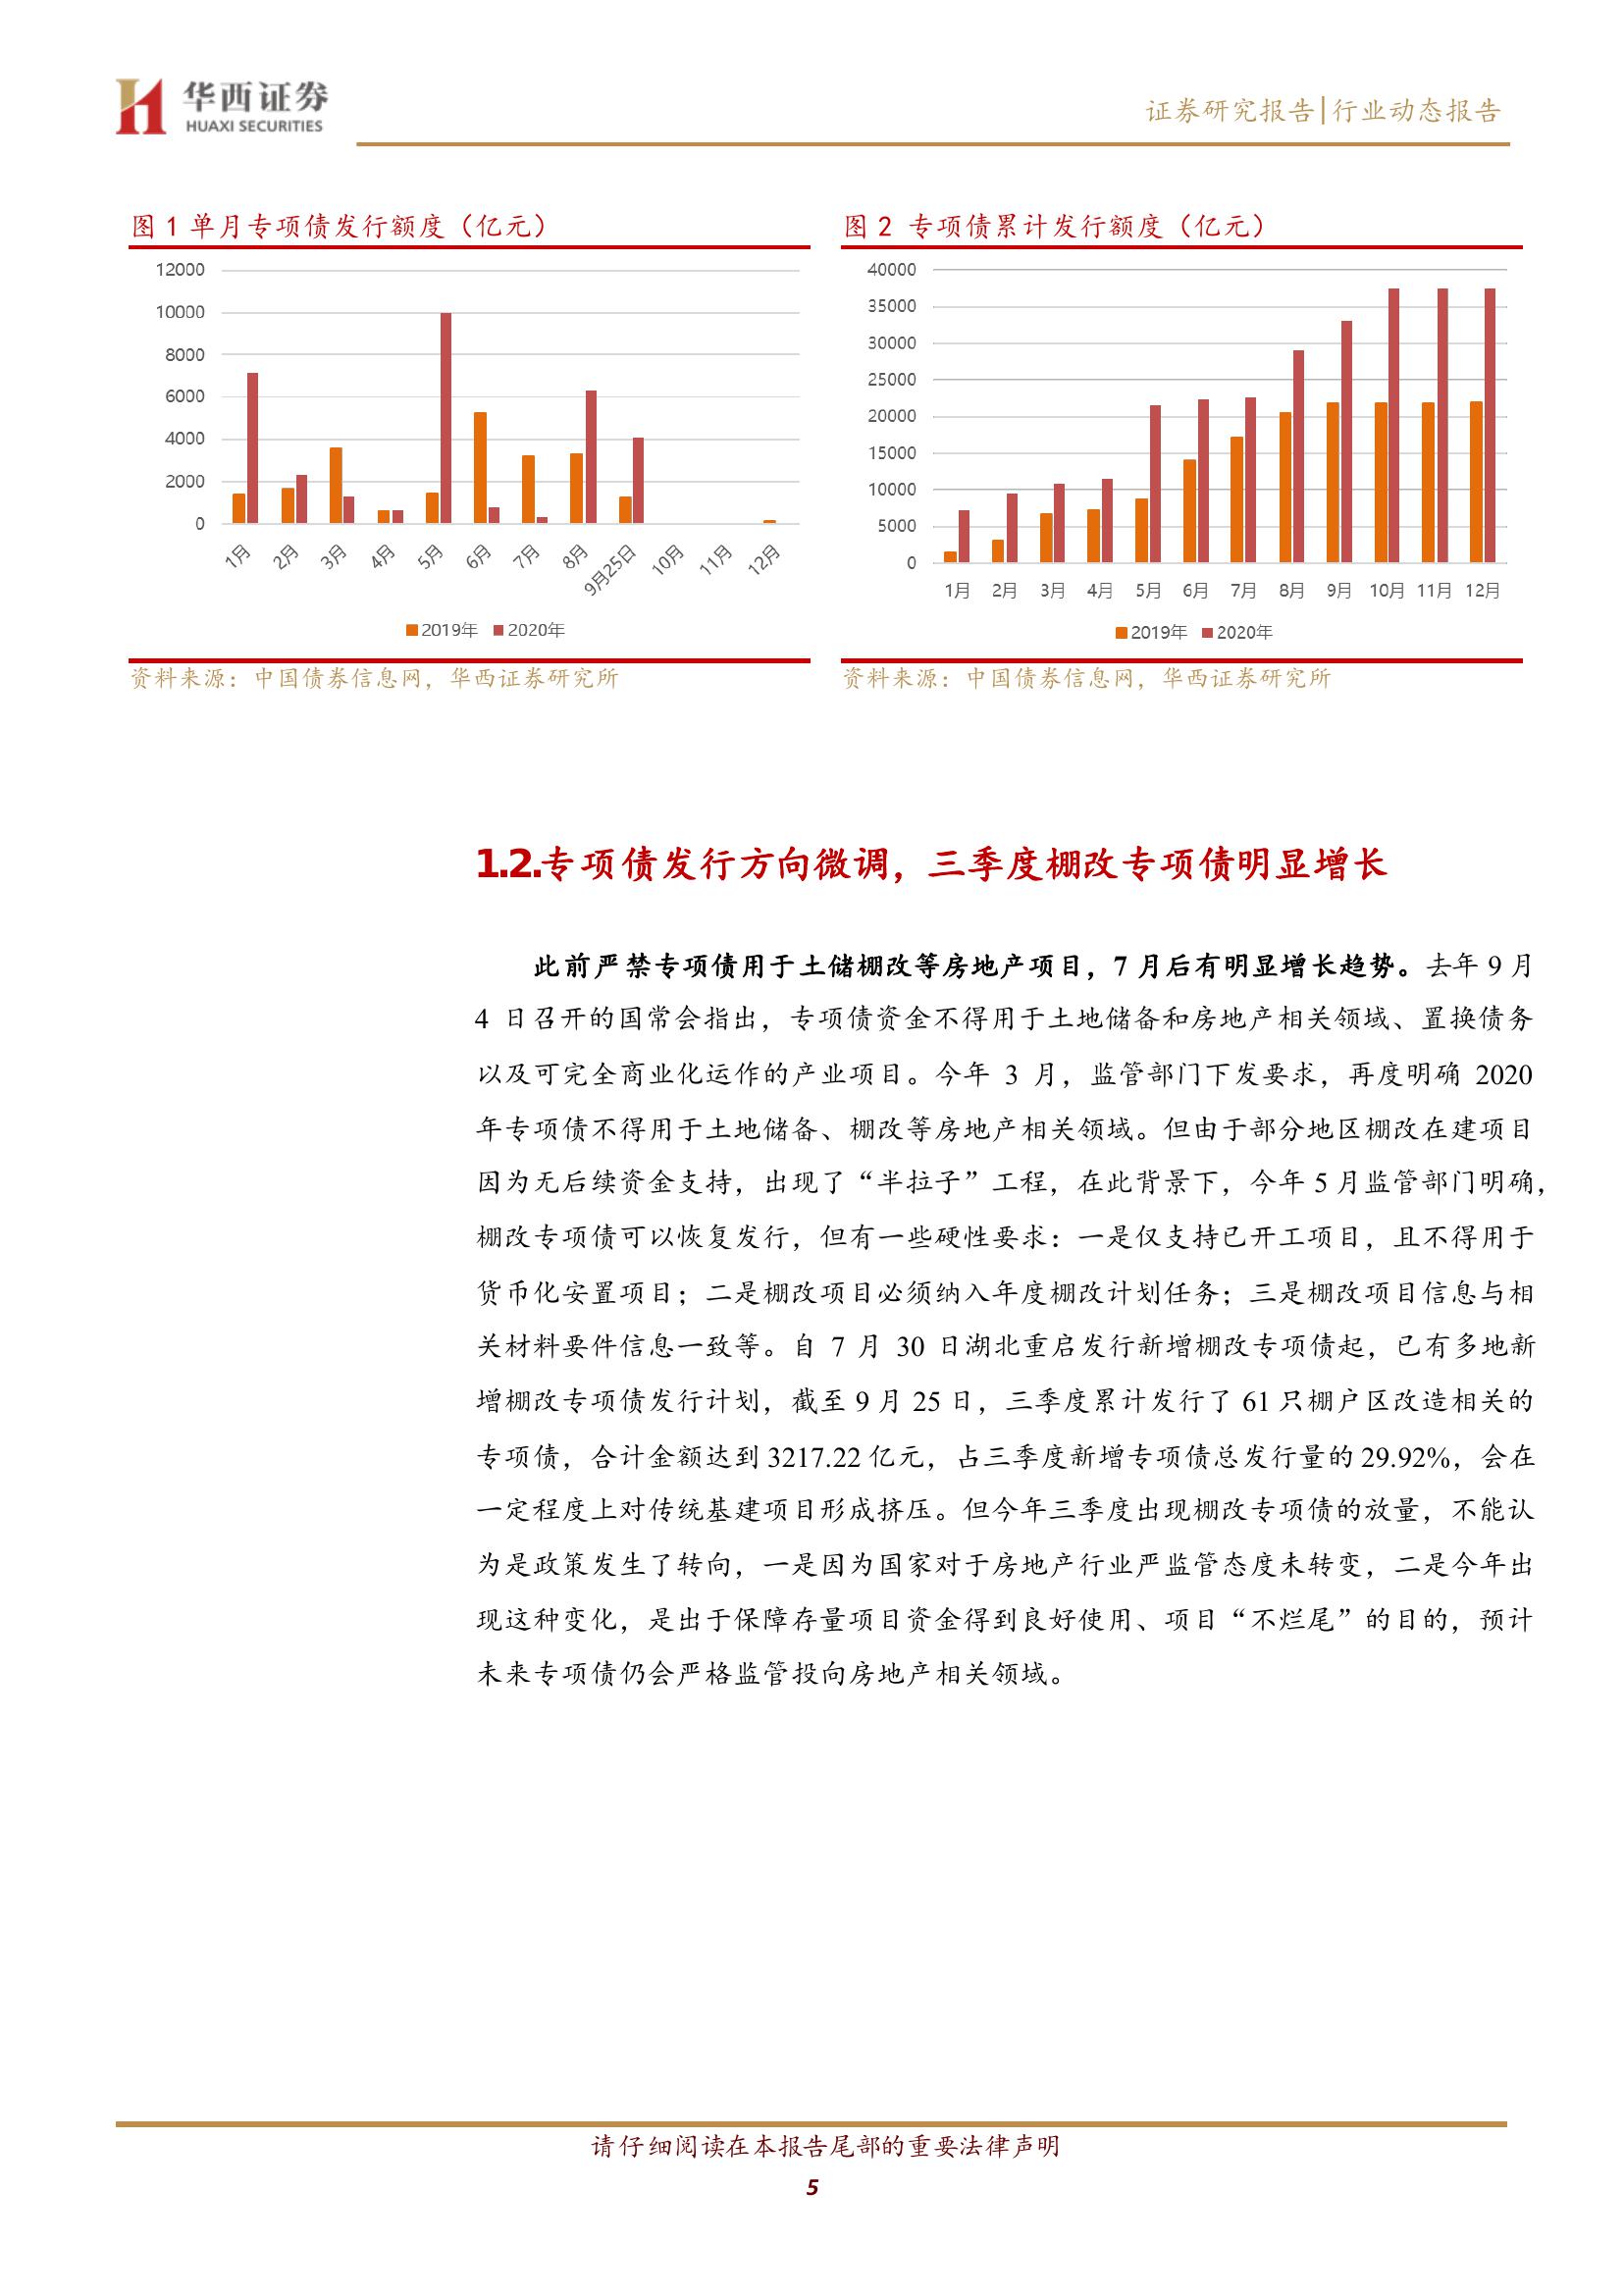 华西证券
HUAXI SECURITIES
证券研究报告|行业动态报告
图 1 单月专项债发行额度（亿元）
12000
10000
8000
6000
4000
2000
0
1月 2月 3月 4月 5月 6月 7月 8月 9月25日 10月 11月 12月
2019年 2020年
资料来源：中国债券信息网，华西证券研究所
图 2 专项债累计发行额度（亿元）
40000
35000
30000
25000
20000
15000
10000
5000
0
1月 2月 3月 4月 5月 6月 7月 8月 9月 10月 11月 12月
2019年 2020年
资料来源：中国债券信息网，华西证券研究所
1.2.专项债发行方向微调，三季度棚改专项债明显增长
此前严禁专项债用于土储棚改等房地产项目，7 月后有明显增长趋势。去年 9 月
4 日召开的国常会指出，专项债资金不得用于土地储备和房地产相关领域、置换债务
以及可完全商业化运作的产业项目。今年 3 月，监管部门下发要求，再度明确 2020
年专项债不得用于土地储备、棚改等房地产相关领域。但由于部分地区棚改在建项目
因为无后续资金支持，出现了“半拉子”工程，在此背景下，今年 5 月监管部门明确，
棚改专项债可以恢复发行，但有一些硬性要求：一是仅支持已开工项目，且不得用于
货币化安置项目；二是棚改项目必须纳入年度棚改计划任务；三是棚改项目信息与相
关材料要件信息一致等。自 7 月 30 日湖北重启发行新增棚改专项债起，已有多地新
增棚改专项债发行计划，截至 9 月 25 日，三季度累计发行了 61 只棚户区改造相关的
专项债，合计金额达到 3217.22 亿元，占三季度新增专项债总发行量的 29.92%，会在
一定程度上对传统基建项目形成挤压。但今年三季度出现棚改专项债的放量，不能认
为是政策发生了转向，一是因为国家对于房地产行业严监管态度未转变，二是今年出
现这种变化，是出于保障存量项目资金得到良好使用、项目“不烂尾”的目的，预计
未来专项债仍会严格监管投向房地产相关领域。
请仔细阅读在本报告尾部的重要法律声明
5